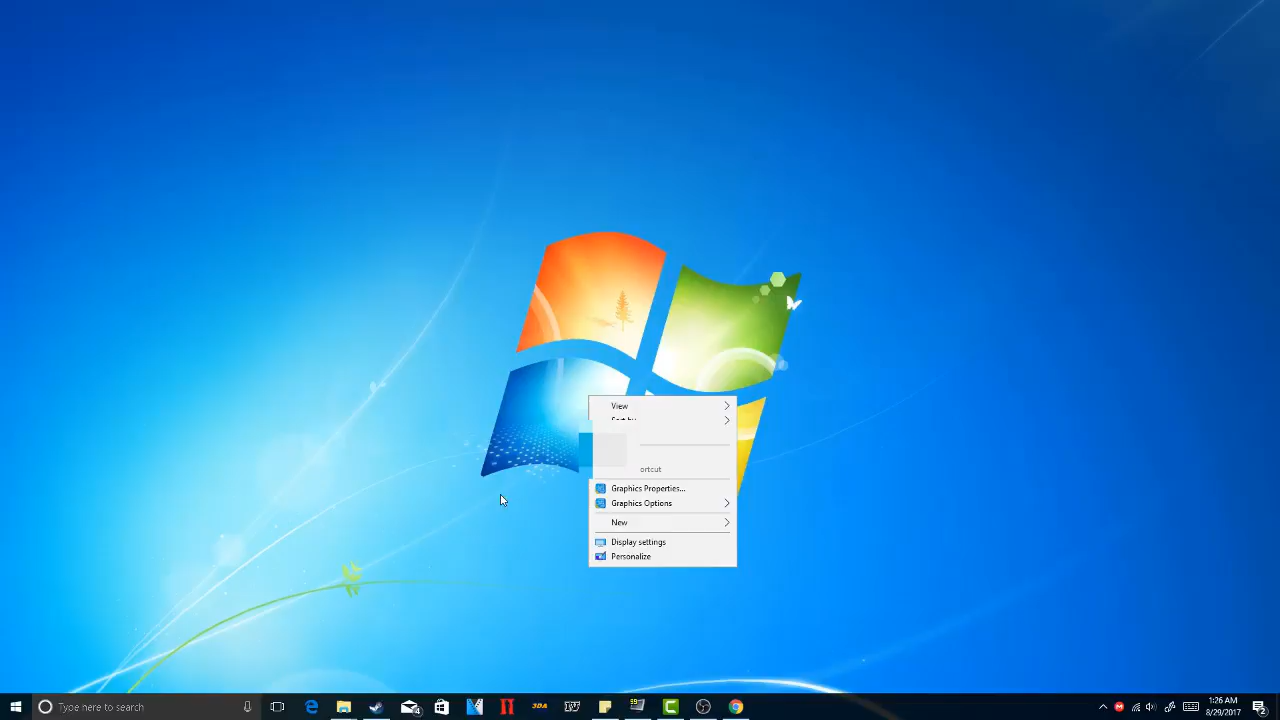 View
Sort by
ortcut
Graphics Properties...
Graphics Options
New
Display settings
Personalize
Type here to search
3DA
1:26 AM
8/29/2017